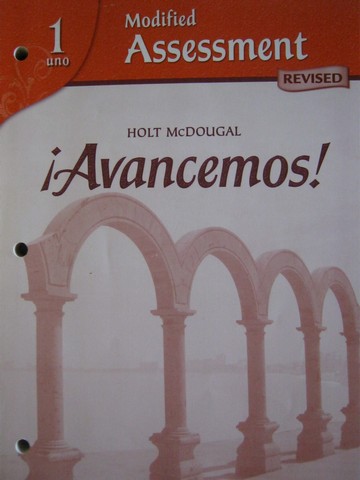 1
uno
Modified
Assessment
REVISED
HOLT McDOUGAL
¡Avancemos!